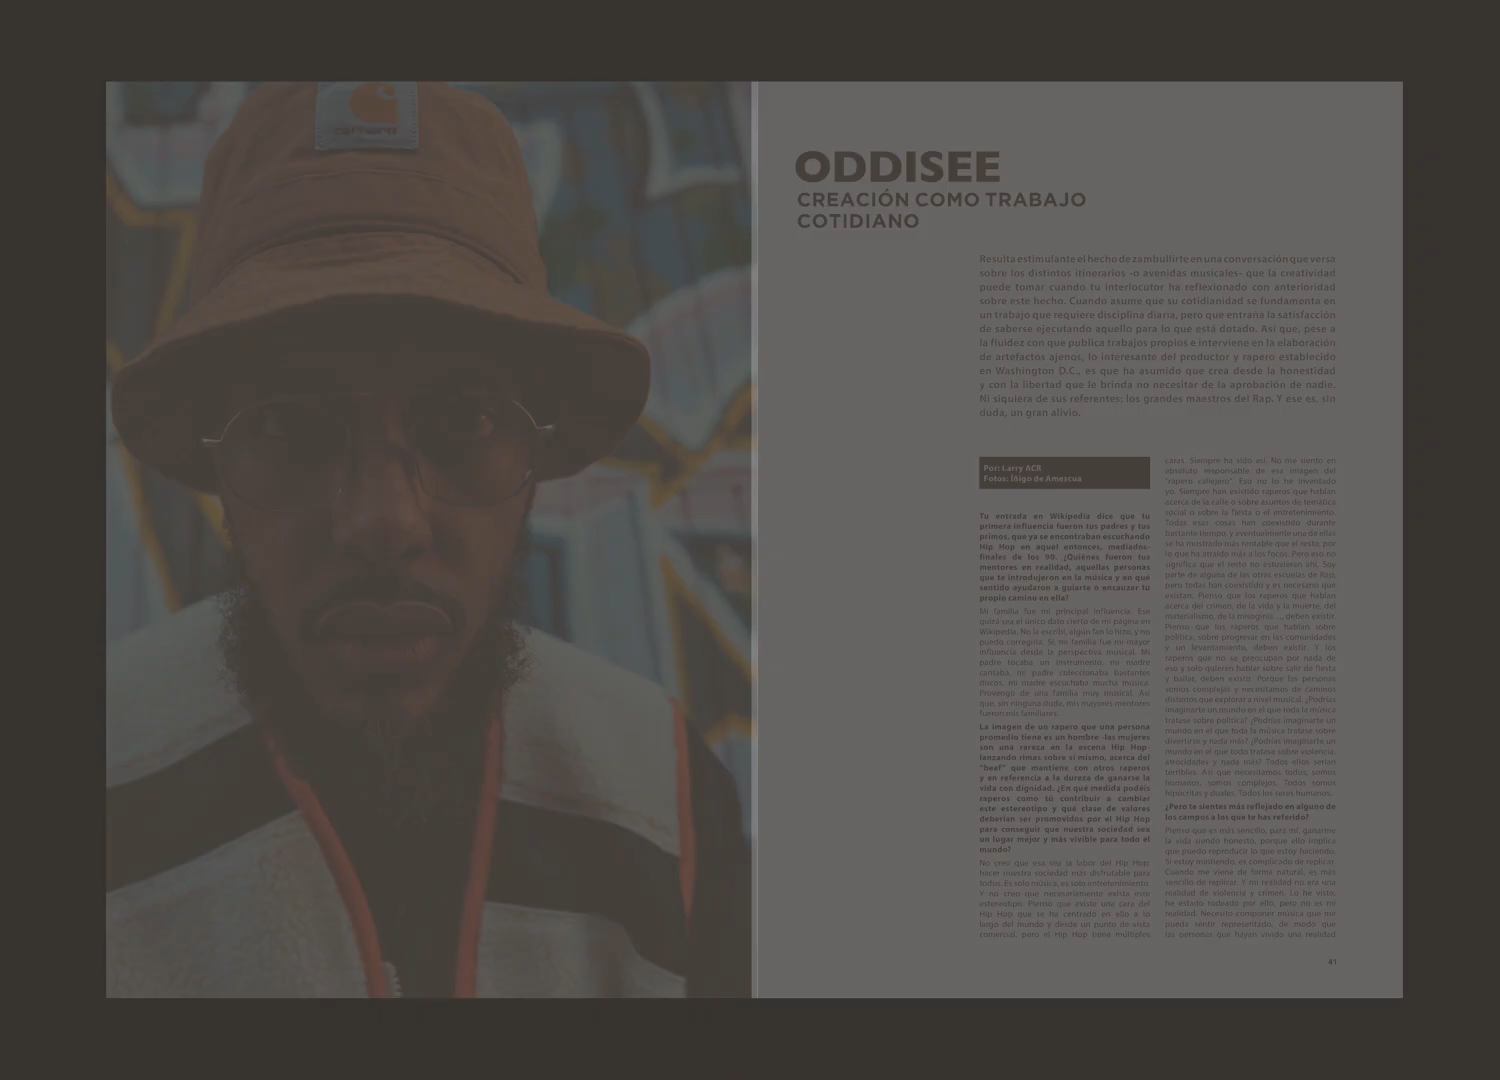 carhartt
ODDISEE
CREACIÓN COMO TRABAJO
COTIDIANO
Resulta estimulante el hecho de zambullirte en una conversación que versa
sobre los distintos itinerarios -o avenidas musicales- que la creatividad
puede tomar cuando tu interlocutor ha reflexionado con anterioridad
sobre este hecho. Cuando asume que su cotidianidad se fundamenta en
un trabajo que requiere disciplina diaria, pero que entraña la satisfacción
de saberse ejecutando aquello para lo que está dotado. Así que, pese a
la fluidez con que publica trabajos propios e interviene en la elaboración
de artefactos ajenos, lo interesante del productor y rapero establecido
en Washington D.C., es que ha asumido que crea desde la honestidad
y con la libertad que le brinda no necesitar de la aprobación de nadie.
Ni siquiera de sus referentes; los grandes maestros del Rap. Y ese es, sin
duda, un gran alivio.
Por: Larry ACR
Fotos: Íñigo de Amescua
Tu entrada en Wikipedia dice que tu
primera influencia fueron tus padres y tus
primos, que ya se encontraban escuchando
Hip Hop en aquel entonces, mediados-
finales de los 90. ¿Quiénes fueron tus
mentores en realidad, aquellas personas
que te introdujeron en la música y en qué
sentido ayudaron a guiarte o encauzar tu
propio camino en ella?
Mi familia fue mi principal influencia. Ese
quizá sea el único dato cierto de mi página en
Wikipedia. No la escribí, algún fan lo hizo, y no
puedo corregirla. Sí, mi familia fue mi mayor
influencia desde la perspectiva musical. Mi
padre tocaba un instrumento, mi madre
cantaba, mi padre coleccionaba bastantes
discos, mi madre escuchaba mucha música.
Provengo de una familia muy musical. Así
que, sin ninguna duda, mis mayores mentores
fueron mis familiares.
La imagen de un rapero que una persona
promedio tiene es un hombre -las mujeres
son una rareza en la escena Hip Hop-
lanzando rimas sobre sí mismo, acerca del
"beef" que mantiene con otros raperos
y en referencia a la dureza de ganarse la
vida con dignidad. ¿En qué medida podéis
raperos como tú contribuir a cambiar
este estereotipo y qué clase de valores
deberían ser promovidos por el Hip Hop
para conseguir que nuestra sociedad sea
un lugar mejor y más vivible para todo el
mundo?
No creo que esa sea la labor del Hip Hop:
hacer nuestra sociedad más disfrutable para
todos. Es solo música, es solo entretenimiento.
Y no creo que necesariamente exista este
estereotipo. Pienso que existe una cara del
Hip Hop que se ha centrado en ello a lo
largo del mundo y desde un punto de vista
comercial, pero el Hip Hop tiene múltiples
caras. Siempre ha sido así. No me siento en
absoluto responsable de esa imagen del
"rapero callejero". Eso no lo he inventado
yo. Siempre han existido raperos que hablan
acerca de la calle o sobre asuntos de temática
social o sobre la fiesta o el entretenimiento.
Todas esas cosas han coexistido durante
bastante tiempo, y eventualmente una de ellas
se ha mostrado más rentable que el resto, por
lo que ha atraído más a los focos. Pero eso no
significa que el resto no estuvieran ahí. Soy
parte de alguna de las otras escuelas de Rap,
pero todas han coexistido y es necesario que
existan. Pienso que los raperos que hablan
acerca del crimen, de la vida y la muerte, del
materialismo, de la misoginia…, deben existir.
Pienso que los raperos que hablan sobre
política, sobre progresar en las comunidades
y un levantamiento, deben existir. Y los
raperos que no se preocupan por nada de
eso y solo quieren hablar sobre salir de fiesta
y bailar, deben existir. Porque las personas
somos complejas y necesitamos de caminos
distintos que explorar a nivel musical. ¿Podrías
imaginarte un mundo en el que toda la música
tratase sobre política? ¿Podrías imaginarte un
mundo en el que toda la música tratase sobre
divertirse y nada más? ¿Podrías imaginarte un
mundo en el que todo tratase sobre violencia,
atrocidades y nada más? Todos ellos serían
terribles. Así que necesitamos todos; somos
humanos, somos complejos. Todos somos
hipócritas y duales. Todos los seres humanos.
¿Pero te sientes más reflejado en alguno de
los campos a los que te has referido?
Pienso que es más sencillo, para mí, ganarme
la vida siendo honesto, porque ello implica
que puedo reproducir lo que estoy haciendo.
Si estoy mintiendo, es complicado de replicar.
Cuando me viene de forma natural, es más
sencillo de replicar. Y mi realidad no era una
realidad de violencia y crimen. Lo he visto,
he estado rodeado por ello, pero no es mi
realidad. Necesito componer música que me
pueda sentir representado, de modo que
las personas que hayan vivido una realidad
41